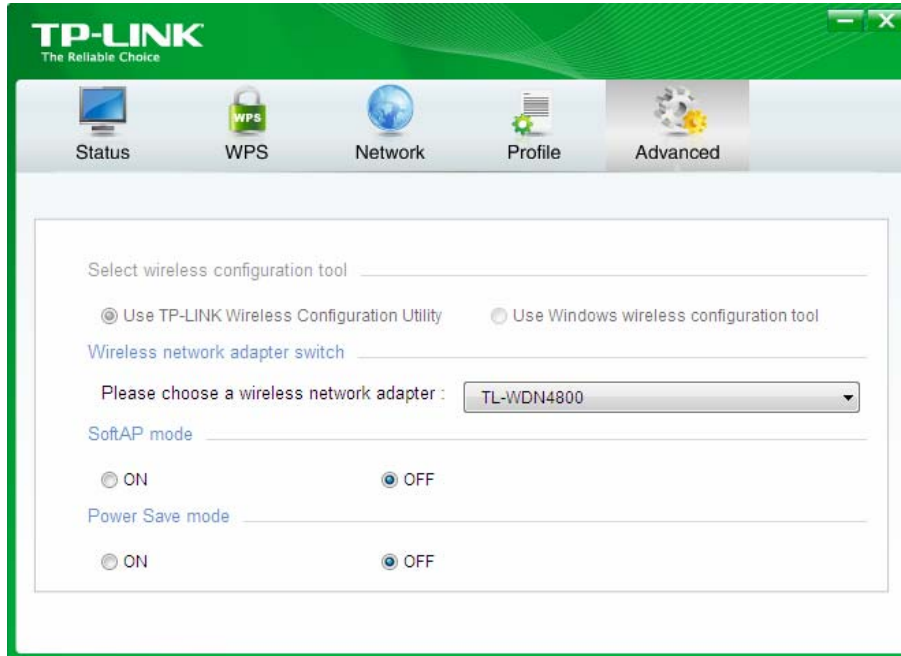 TP-LINK
The Reliable Choice
Status
WPS
WPS
Network
Profile
Advanced
Select wireless configuration tool
Use TP-LINK Wireless Configuration Utility
Use Windows wireless configuration tool
Wireless network adapter switch
Please choose a wireless network adapter :
TL-WDN4800
SoftAP mode
ON
OFF
Power Save mode
ON
OFF